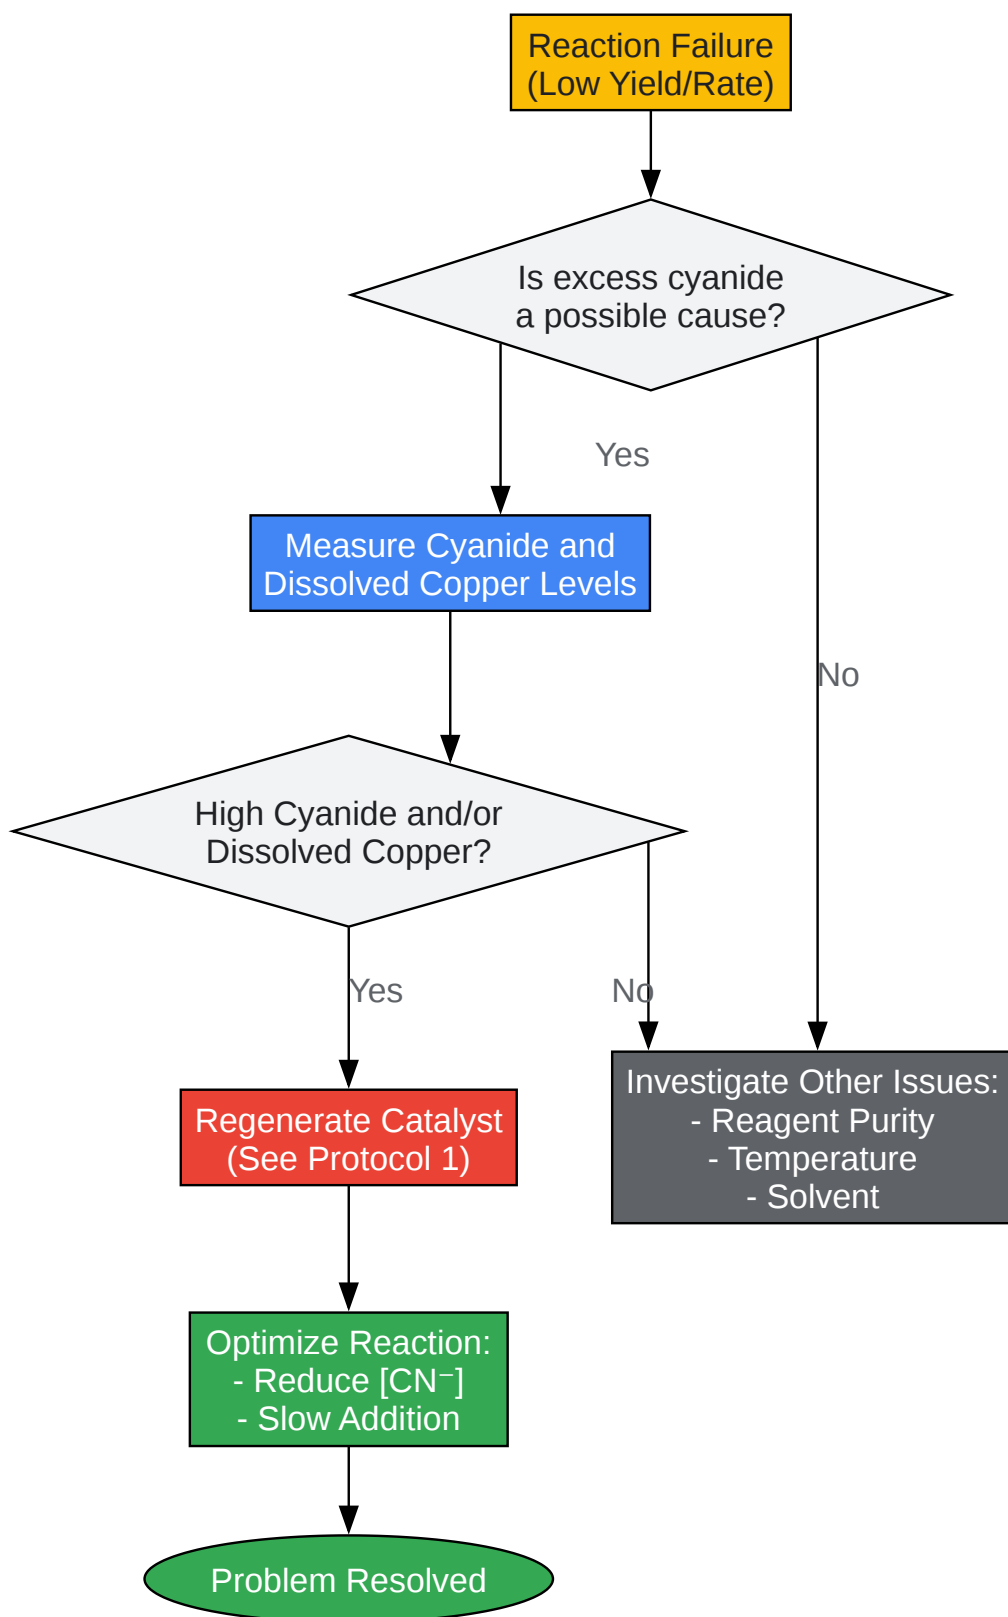 Reaction Failure
(Low Yield/Rate)
Is excess cyanide
a possible cause?
Yes
Measure Cyanide and
Dissolved Copper Levels
No
High Cyanide and/or
Dissolved Copper?
Yes
No
Investigate Other Issues:
- Reagent Purity
- Temperature
- Solvent
Regenerate Catalyst
(See Protocol 1)
Optimize Reaction:
- Reduce [CN⁻]
- Slow Addition
Problem Resolved